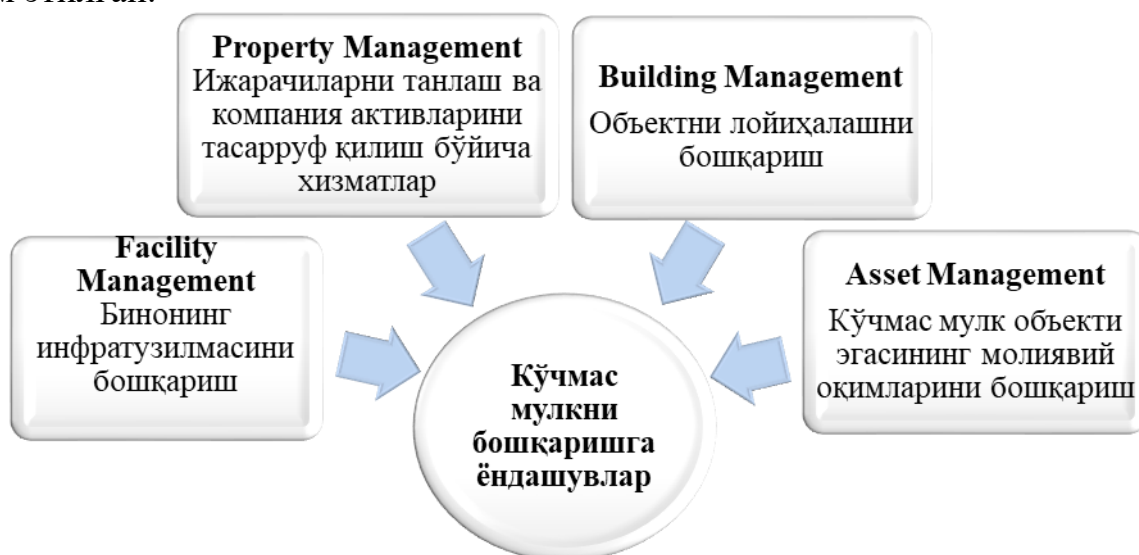 Property Management
Ижарачиларни танлаш ва
компания активларини
тасарруф қилиш бўйича
хизматлар
Building Management
Объектни лойиҳалашни
бошқариш
Facility
Management
Бинонинг
инфратузилмасини
бошқариш
Asset Management
Кўчмас мулк объекти
эгасининг молиявий
оқимларини бошқариш
Кўчмас
мулкни
бошқаришга
ёндашувлар